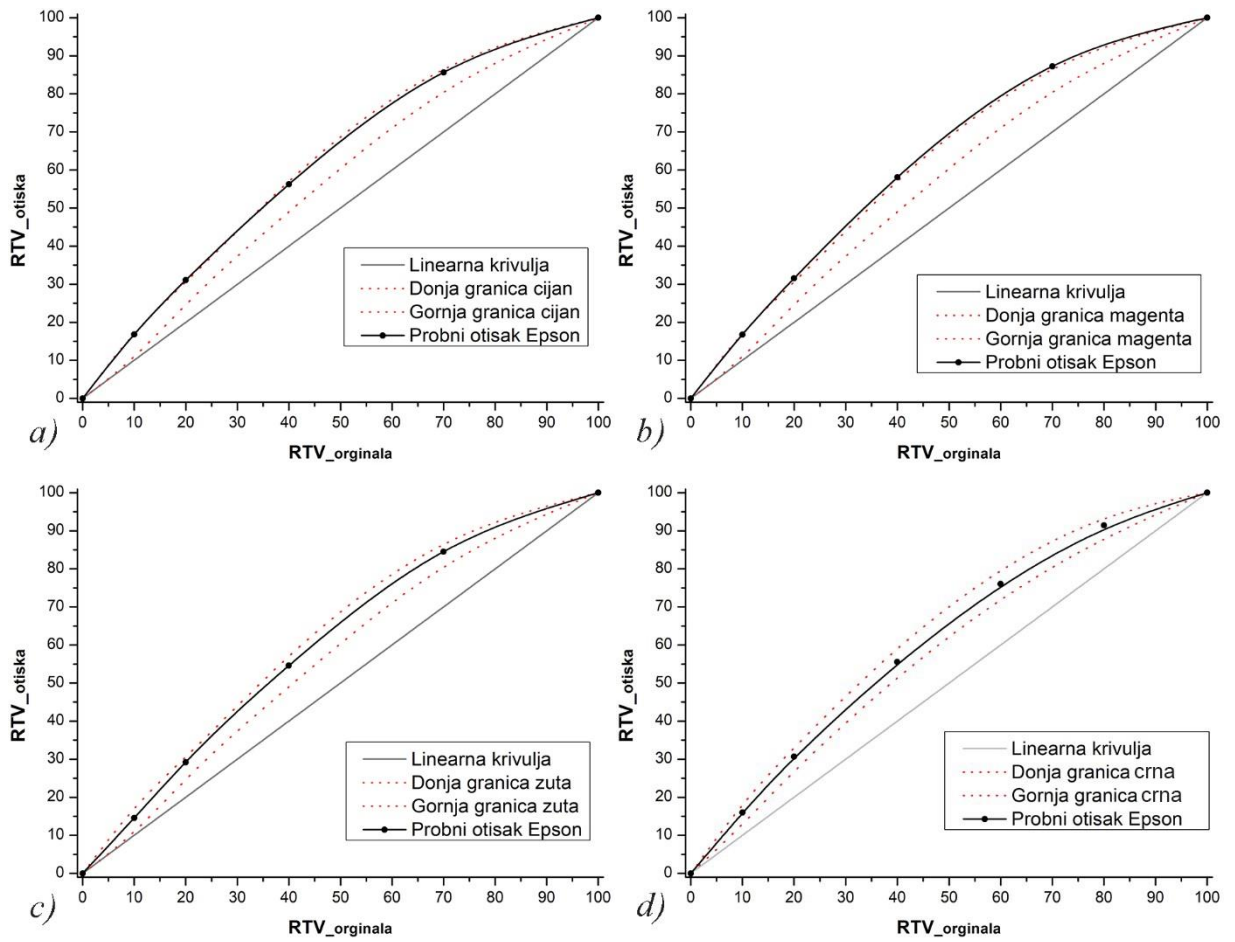 100
90
80
70
60
50
40
30
20
10
0
RTV_otiska
0 10 20 30 40 50 60 70 80 90 100
RTV_orginala
Linearna krivulja
Donja granica cijan
Gornja granica cijan
Probni otisak Epson
a)
100
90
80
70
60
50
40
30
20
10
0
RTV_otiska
0 10 20 30 40 50 60 70 80 90 100
RTV_orginala
Linearna krivulja
Donja granica magenta
Gornja granica magenta
Probni otisak Epson
b)
100
90
80
70
60
50
40
30
20
10
0
RTV_otiska
0 10 20 30 40 50 60 70 80 90 100
RTV_orginala
Linearna krivulja
Donja granica zuta
Gornja granica zuta
Probni otisak Epson
c)
100
90
80
70
60
50
40
30
20
10
0
RTV_otiska
0 10 20 30 40 50 60 70 80 90 100
RTV_orginala
Linearna krivulja
Donja granica crna
Gornja granica crna
Probni otisak Epson
d)